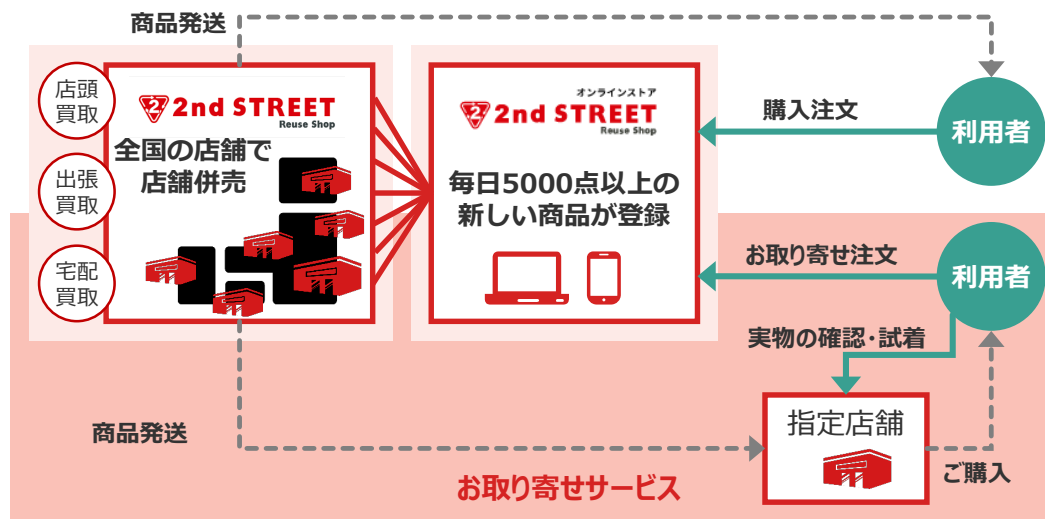 商品発送
店頭
買取
出張
買取
宅配
買取
2nd STREET
Reuse Shop
全国の店舗で
店舗併売
オンラインストア
2nd STREET
Reuse Shop
毎日5000点以上の
新しい商品が登録
購入注文
利用者
お取り寄せ注文
利用者
実物の確認・試着
商品発送
指定店舗
ご購入
お取り寄せサービス